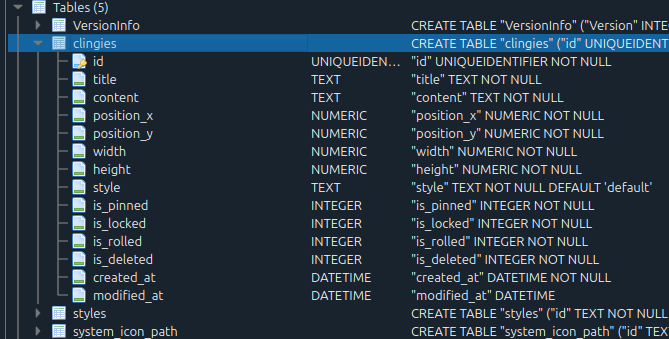 Tables (5)
VersionInfo CREATE TABLE "VersionInfo" ("Version" INTE
clingies CREATE TABLE "clingies" ("id" UNIQUEIDENTI
id UNIQUEIDEN... "id" UNIQUEIDENTIFIER NOT NULL
title TEXT "title" TEXT NOT NULL
content TEXT "content" TEXT NOT NULL
position_x NUMERIC "position_x" NUMERIC NOT NULL
position_y NUMERIC "position_y" NUMERIC NOT NULL
width NUMERIC "width" NUMERIC NOT NULL
height NUMERIC "height" NUMERIC NOT NULL
style TEXT "style" TEXT NOT NULL DEFAULT 'default'
is_pinned INTEGER "is_pinned" INTEGER NOT NULL
is_locked INTEGER "is_locked" INTEGER NOT NULL
is_rolled INTEGER "is_rolled" INTEGER NOT NULL
is_deleted INTEGER "is_deleted" INTEGER NOT NULL
created_at DATETIME "created_at" DATETIME NOT NULL
modified_at DATETIME "modified_at" DATETIME
styles CREATE TABLE "styles" ("id" TEXT NOT NULL
system_icon_path CREATE TABLE "system_icon_path" ("id" TEX